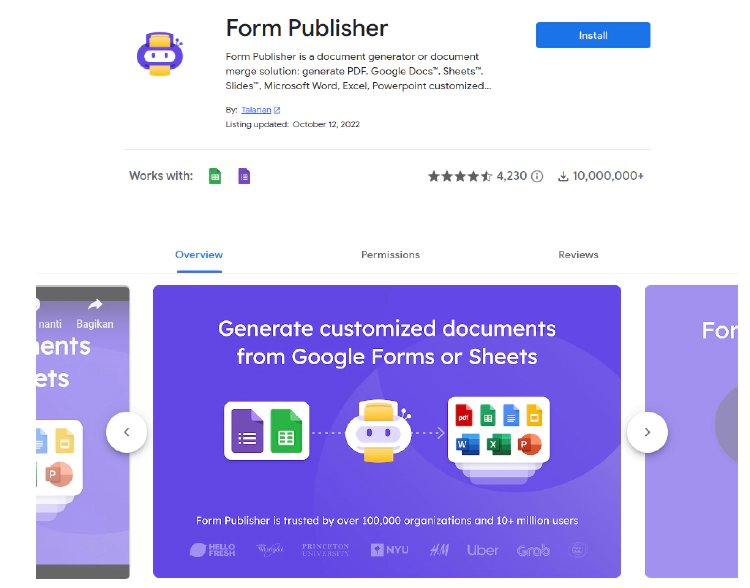 Form Publisher
Install
Form Publisher is a document generator or document
merge solution: generate PDF, Google Docs™, Sheets™,
Slides™, Microsoft Word, Excel, Powerpoint customized...
By: Talarian
Listing updated: October 12, 2022
Works with:
4,230
10,000,000+
Overview
Permissions
Reviews
nanti
Bagikan
ents
ets
P
Generate customized documents
from Google Forms or Sheets
pdf
W
X
P
Form Publisher is trusted by over 100,000 organizations and 10+ million users
HELLO
FRESH
Whirlpool
PRINCETON
UNIVERSITY
NYU
H&M
Uber
Grab
For